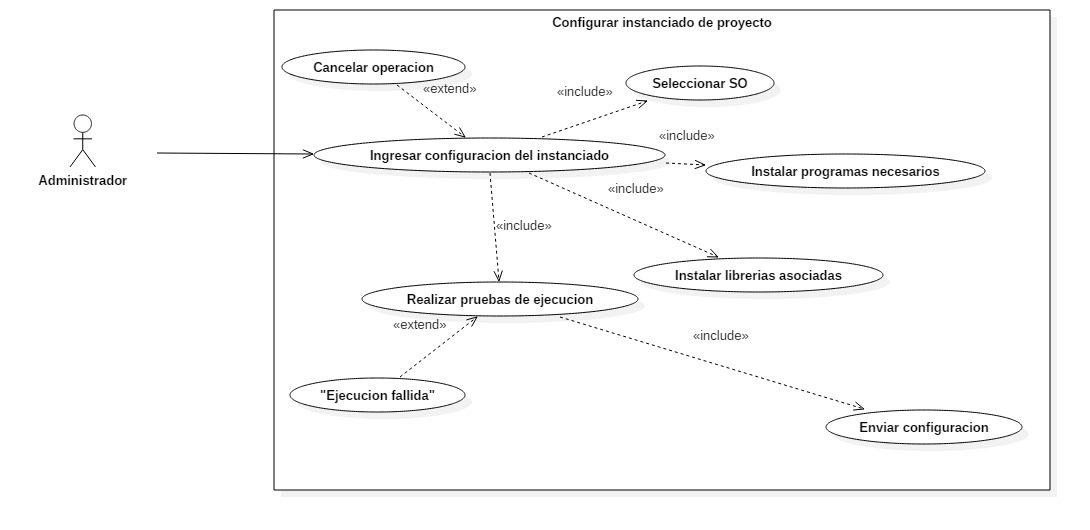 Configurar instanciado de proyecto
Cancelar operacion
«extend»
Seleccionar SO
«include»
«include»
Administrador
Ingresar configuracion del instanciado
Instalar programas necesarios
«include»
«include»
Instalar librerias asociadas
Realizar pruebas de ejecucion
«extend»
«include»
"Ejecucion fallida"
Enviar configuracion